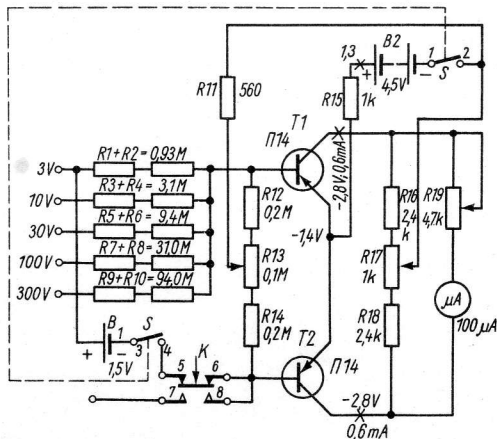 1,3
B2
1
2
+
4,5V
–
S
R11
560
R15
1k
T1
П14
3V
R1+R2=0,93M
10V
R3+R4=3,1M
30V
R5+R6=9,4M
100V
R7+R8=31,0M
300V
R9+R10=94,0M
-2,8V,0,6mA
R12
0,2M
-1,4V
R16
2,4
k
R19
4,7k
R13
0,1M
R17
1k
μA
100μA
R14
0,2M
R18
2,4k
B
1
S
+
–
3
4
1,5V
K
5
6
7
8
T2
П14
-2,8V
0,6mA